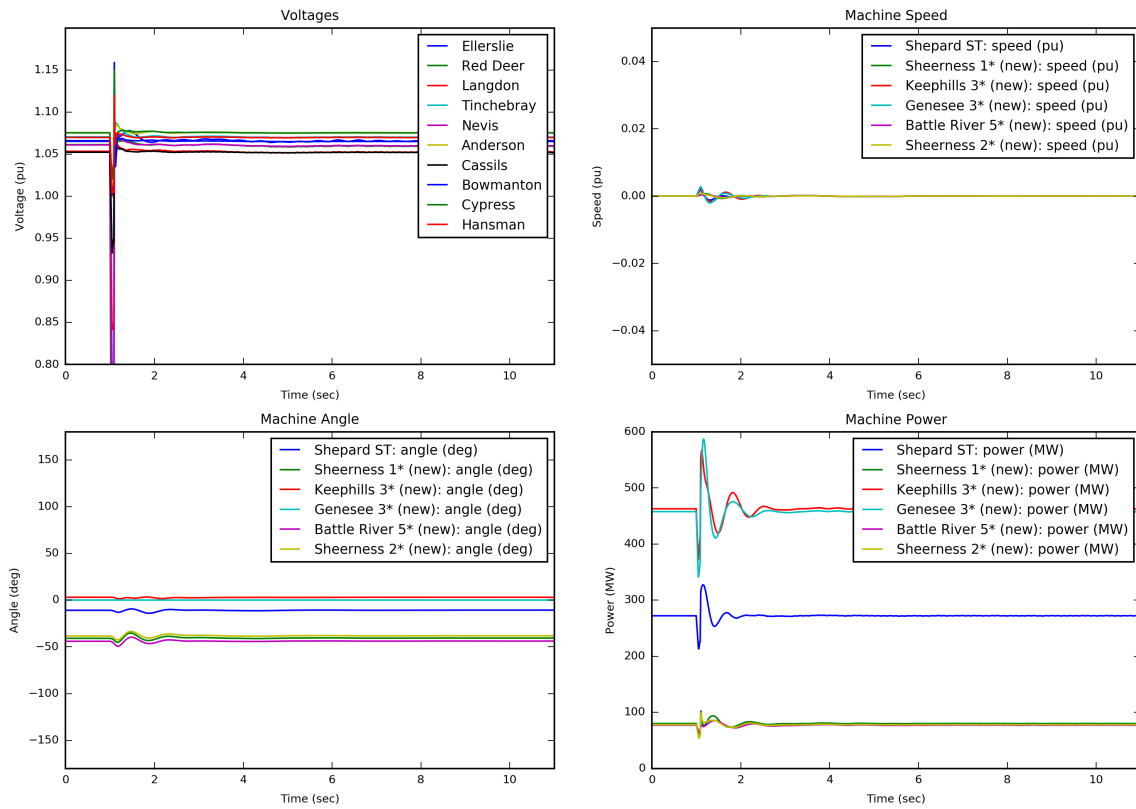 Voltages
1.15
1.10
1.05
1.00
0.95
0.90
0.85
0.80
Voltage (pu)
Ellerslie
Red Deer
Langdon
Tinchebray
Nevis
Anderson
Cassils
Bowmanton
Cypress
Hansman
0 2 4 6 8 10
Time (sec)
Machine Speed
0.04
0.02
0.00
−0.02
−0.04
Speed (pu)
Shepard ST: speed (pu)
Sheerness 1* (new): speed (pu)
Keephills 3* (new): speed (pu)
Genesee 3* (new): speed (pu)
Battle River 5* (new): speed (pu)
Sheerness 2* (new): speed (pu)
0 2 4 6 8 10
Time (sec)
Machine Angle
150
100
50
0
−50
−100
−150
Angle (deg)
Shepard ST: angle (deg)
Sheerness 1* (new): angle (deg)
Keephills 3* (new): angle (deg)
Genesee 3* (new): angle (deg)
Battle River 5* (new): angle (deg)
Sheerness 2* (new): angle (deg)
0 2 4 6 8 10
Time (sec)
Machine Power
600
500
400
300
200
100
0
Power (MW)
Shepard ST: power (MW)
Sheerness 1* (new): power (MW)
Keephills 3* (new): power (MW)
Genesee 3* (new): power (MW)
Battle River 5* (new): power (MW)
Sheerness 2* (new): power (MW)
0 2 4 6 8 10
Time (sec)